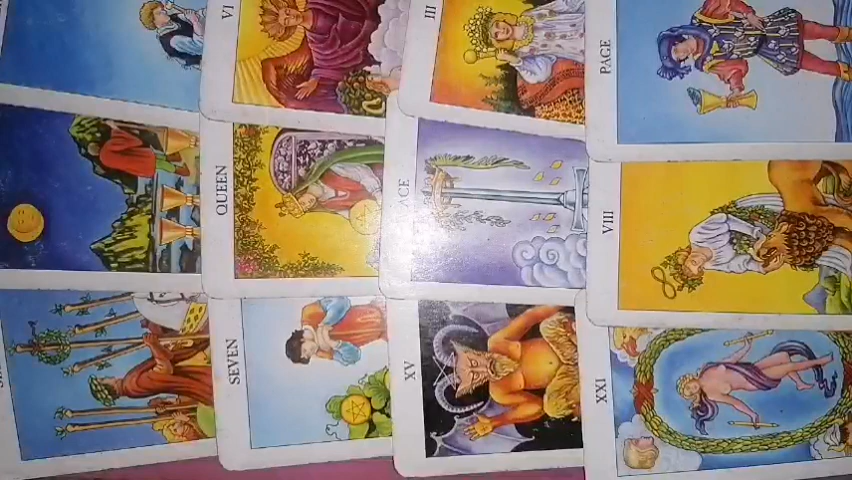 VI
III
PAGE
QUEEN
ACE
VIII
SEVEN
XV
XXI